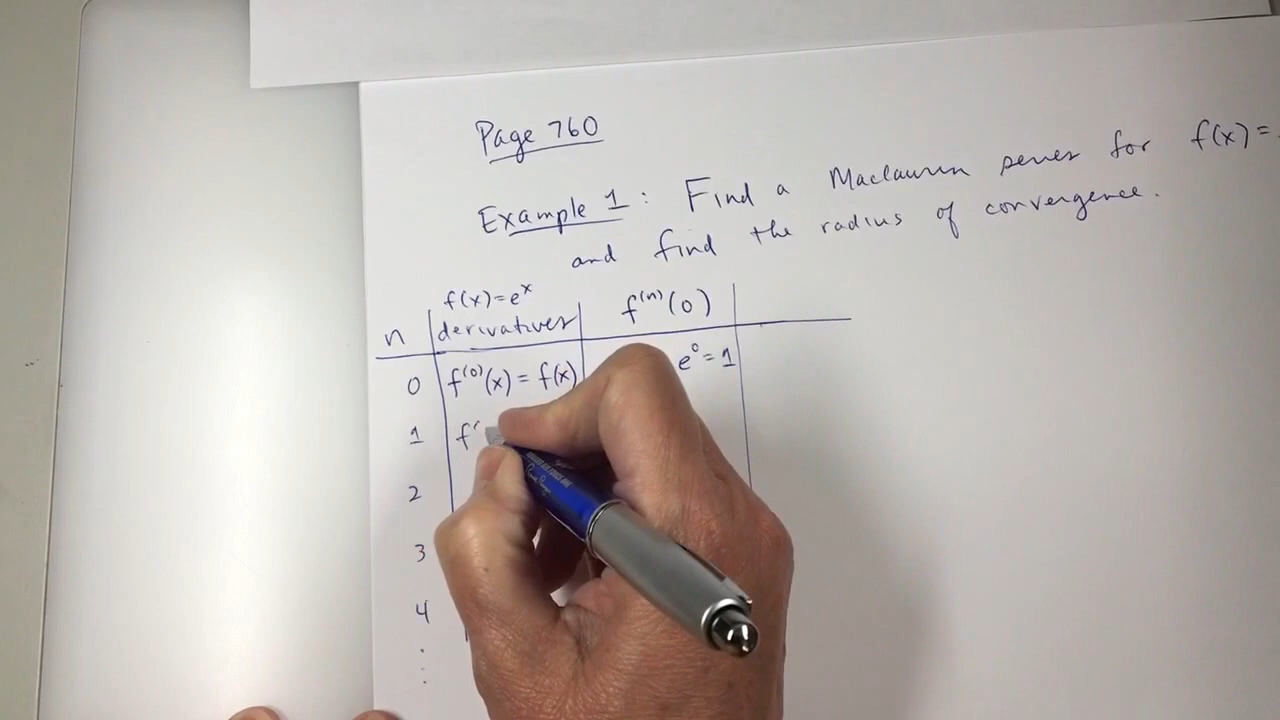 Page 760
Example 1: Find a Maclaurin series for f(x)=
and find the radius of convergence.
f(x)=e^x
n derivatives f^(n)(0)
0 f^(0)(x) = f(x) e^0 = 1
1 f'
2
3
4
⋮